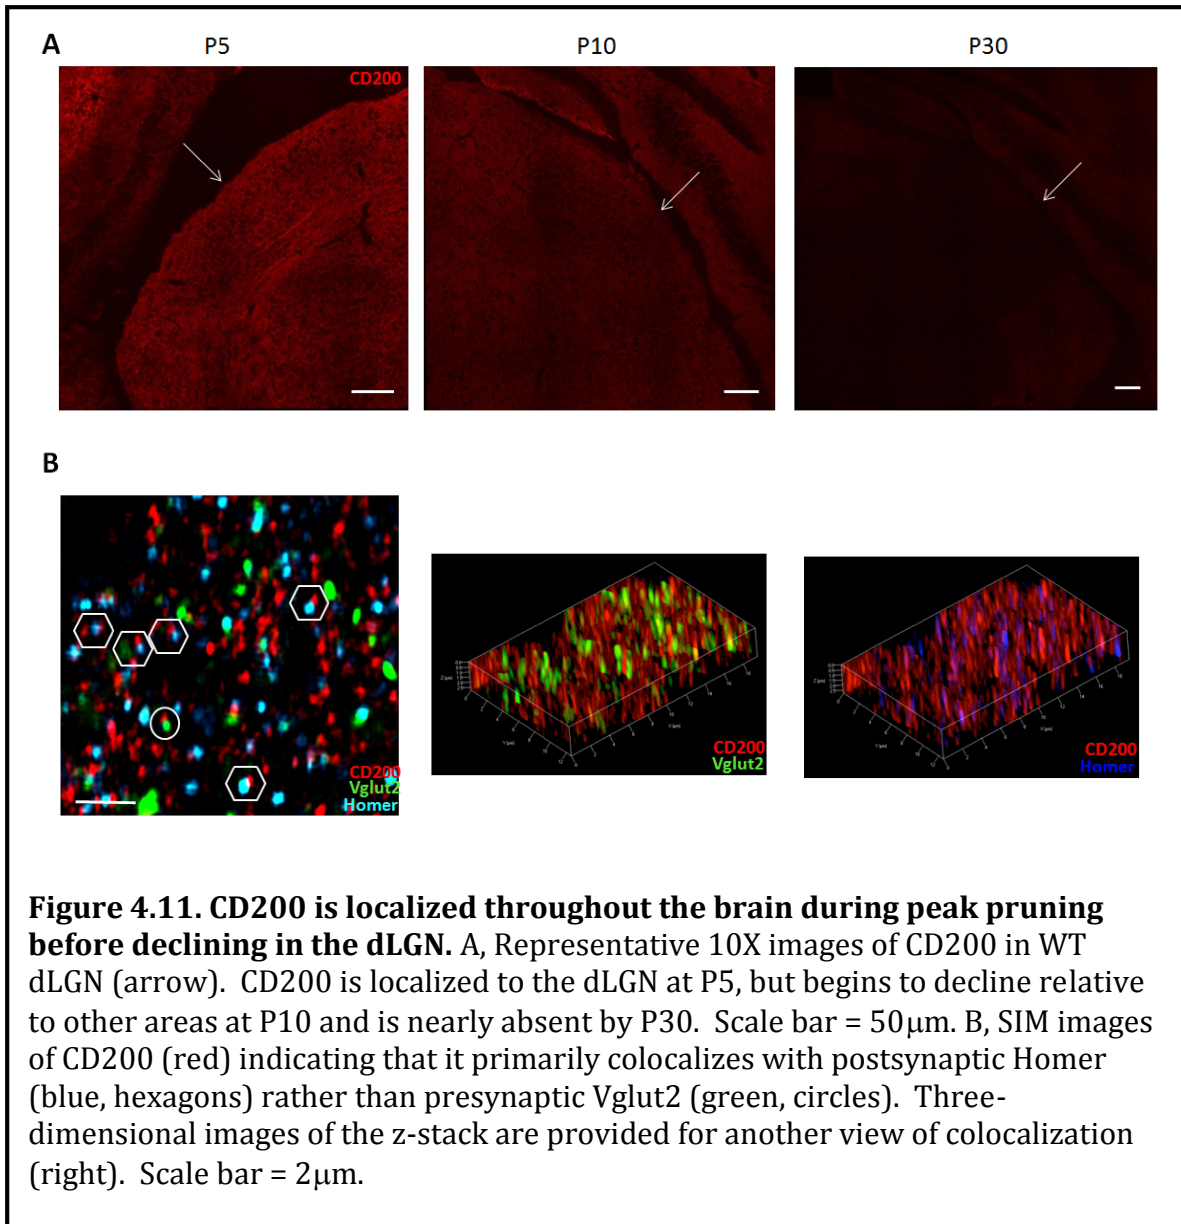 A
P5
P10
P30
CD200
B
CD200
Vglut2
Homer
CD200
Vglut2
CD200
Homer
Figure 4.11. CD200 is localized throughout the brain during peak pruning
before declining in the dLGN. A, Representative 10X images of CD200 in WT
dLGN (arrow). CD200 is localized to the dLGN at P5, but begins to decline relative
to other areas at P10 and is nearly absent by P30. Scale bar = 50μm. B, SIM images
of CD200 (red) indicating that it primarily colocalizes with postsynaptic Homer
(blue, hexagons) rather than presynaptic Vglut2 (green, circles). Three-
dimensional images of the z-stack are provided for another view of colocalization
(right). Scale bar = 2μm.